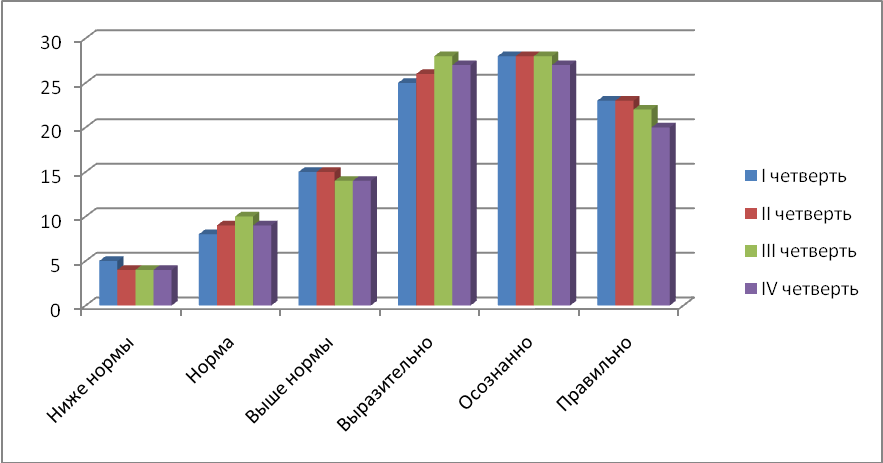 30
25
20
15
10
5
0
Ниже нормы
Норма
Выше нормы
Выразительно
Осознанно
Правильно
I четверть
II четверть
III четверть
IV четверть